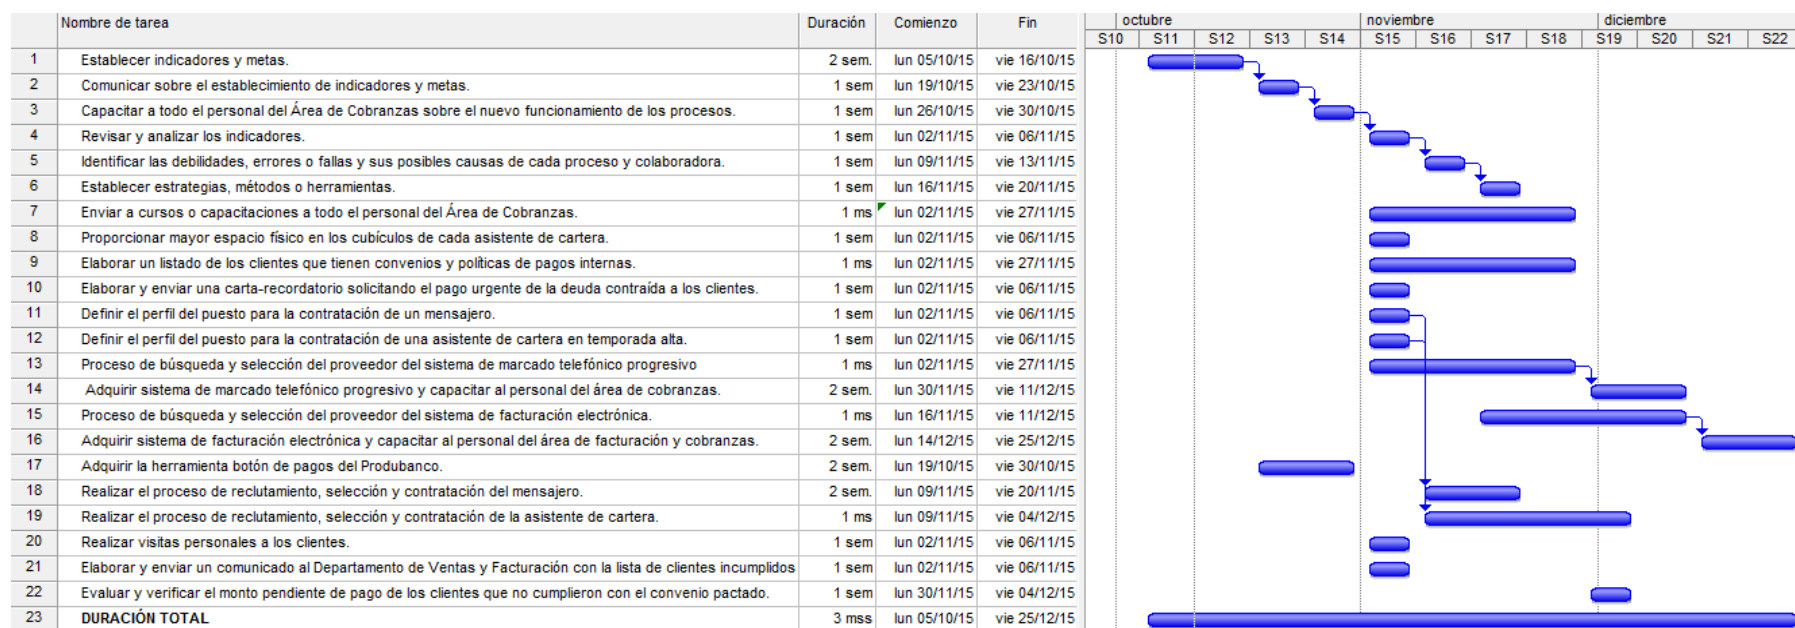 Nombre de tarea Duración Comienzo Fin octubre noviembre diciembre
S10 S11 S12 S13 S14 S15 S16 S17 S18 S19 S20 S21 S22
1 Establecer indicadores y metas. 2 sem. lun 05/10/15 vie 16/10/15
2 Comunicar sobre el establecimiento de indicadores y metas. 1 sem lun 19/10/15 vie 23/10/15
3 Capacitar a todo el personal del Área de Cobranzas sobre el nuevo funcionamiento de los procesos. 1 sem lun 26/10/15 vie 30/10/15
4 Revisar y analizar los indicadores. 1 sem lun 02/11/15 vie 06/11/15
5 Identificar las debilidades, errores o fallas y sus posibles causas de cada proceso y colaboradora. 1 sem lun 09/11/15 vie 13/11/15
6 Establecer estrategias, métodos o herramientas. 1 sem lun 16/11/15 vie 20/11/15
7 Enviar a cursos o capacitaciones a todo el personal del Área de Cobranzas. 1 ms lun 02/11/15 vie 27/11/15
8 Proporcionar mayor espacio físico en los cubículos de cada asistente de cartera. 1 sem lun 02/11/15 vie 06/11/15
9 Elaborar un listado de los clientes que tienen convenios y políticas de pagos internas. 1 ms lun 02/11/15 vie 27/11/15
10 Elaborar y enviar una carta-recordatorio solicitando el pago urgente de la deuda contraída a los clientes. 1 sem lun 02/11/15 vie 06/11/15
11 Definir el perfil del puesto para la contratación de un mensajero. 1 sem lun 02/11/15 vie 06/11/15
12 Definir el perfil del puesto para la contratación de una asistente de cartera en temporada alta. 1 sem lun 02/11/15 vie 06/11/15
13 Proceso de búsqueda y selección del proveedor del sistema de marcado telefónico progresivo 1 ms lun 02/11/15 vie 27/11/15
14 Adquirir sistema de marcado telefónico progresivo y capacitar al personal del área de cobranzas. 2 sem. lun 30/11/15 vie 11/12/15
15 Proceso de búsqueda y selección del proveedor del sistema de facturación electrónica. 1 ms lun 16/11/15 vie 11/12/15
16 Adquirir sistema de facturación electrónica y capacitar al personal del área de facturación y cobranzas. 2 sem. lun 14/12/15 vie 25/12/15
17 Adquirir la herramienta botón de pagos del Produbanco. 2 sem. lun 19/10/15 vie 30/10/15
18 Realizar el proceso de reclutamiento, selección y contratación del mensajero. 2 sem. lun 09/11/15 vie 20/11/15
19 Realizar el proceso de reclutamiento, selección y contratación de la asistente de cartera. 1 ms lun 09/11/15 vie 04/12/15
20 Realizar visitas personales a los clientes. 1 sem lun 02/11/15 vie 06/11/15
21 Elaborar y enviar un comunicado al Departamento de Ventas y Facturación con la lista de clientes incumplidos 1 sem lun 02/11/15 vie 06/11/15
22 Evaluar y verificar el monto pendiente de pago de los clientes que no cumplieron con el convenio pactado. 1 sem lun 30/11/15 vie 04/12/15
23 DURACIÓN TOTAL 3 mss lun 05/10/15 vie 25/12/15